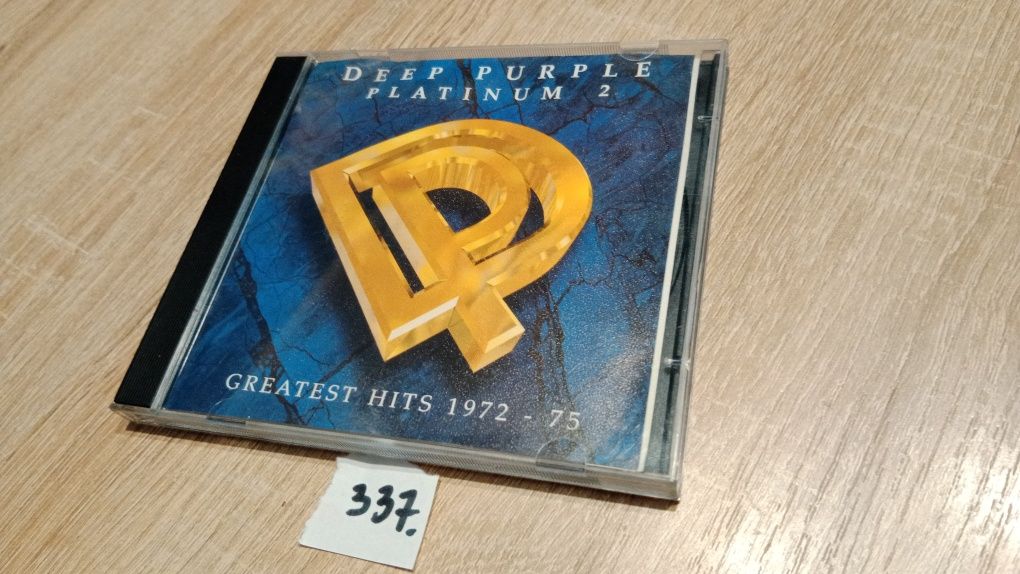 DEEP PURPLE
PLATINUM 2
GREATEST HITS 1972 - 75
337.